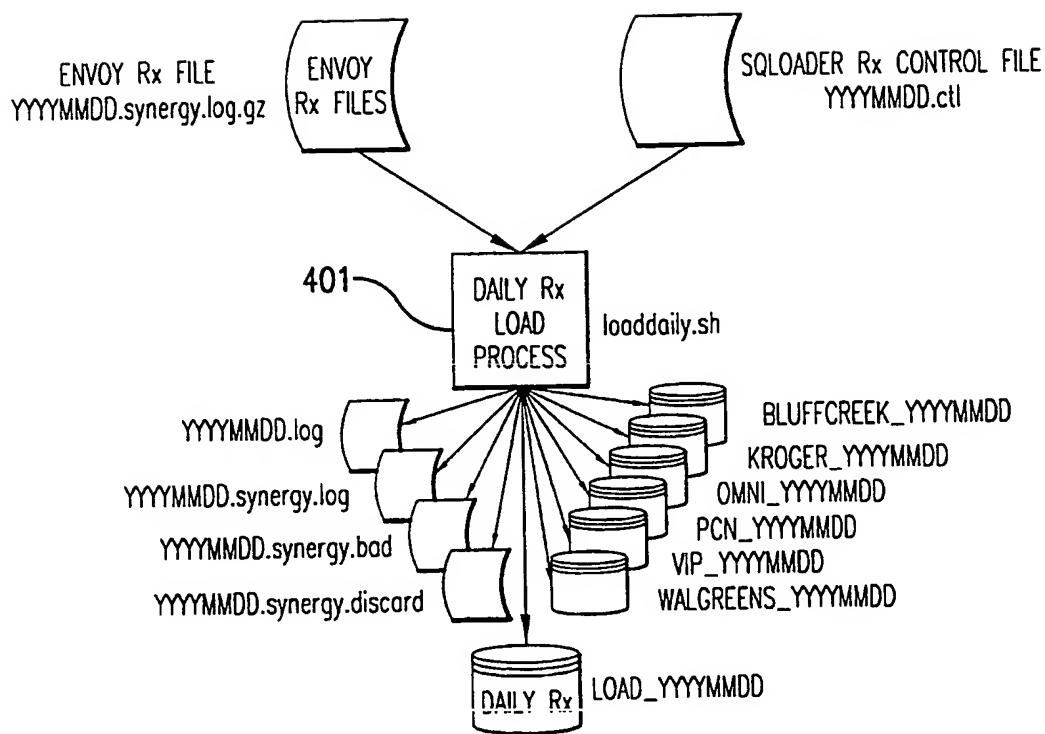 ENVOY Rx FILE
YYYYMMDD.synergy.log.gz
ENVOY
Rx FILES
SQLOADER Rx CONTROL FILE
YYYYMMDD.ctl
401
DAILY Rx
LOAD
PROCESS
loaddaily.sh
YYYYMMDD.log
YYYYMMDD.synergy.log
YYYYMMDD.synergy.bad
YYYYMMDD.synergy.discard
BLUFFCREEK_YYYYMMDD
KROGER_YYYYMMDD
OMNI_YYYYMMDD
PCN_YYYYMMDD
VIP_YYYYMMDD
WALGREENS_YYYYMMDD
DAILY Rx
LOAD_YYYYMMDD